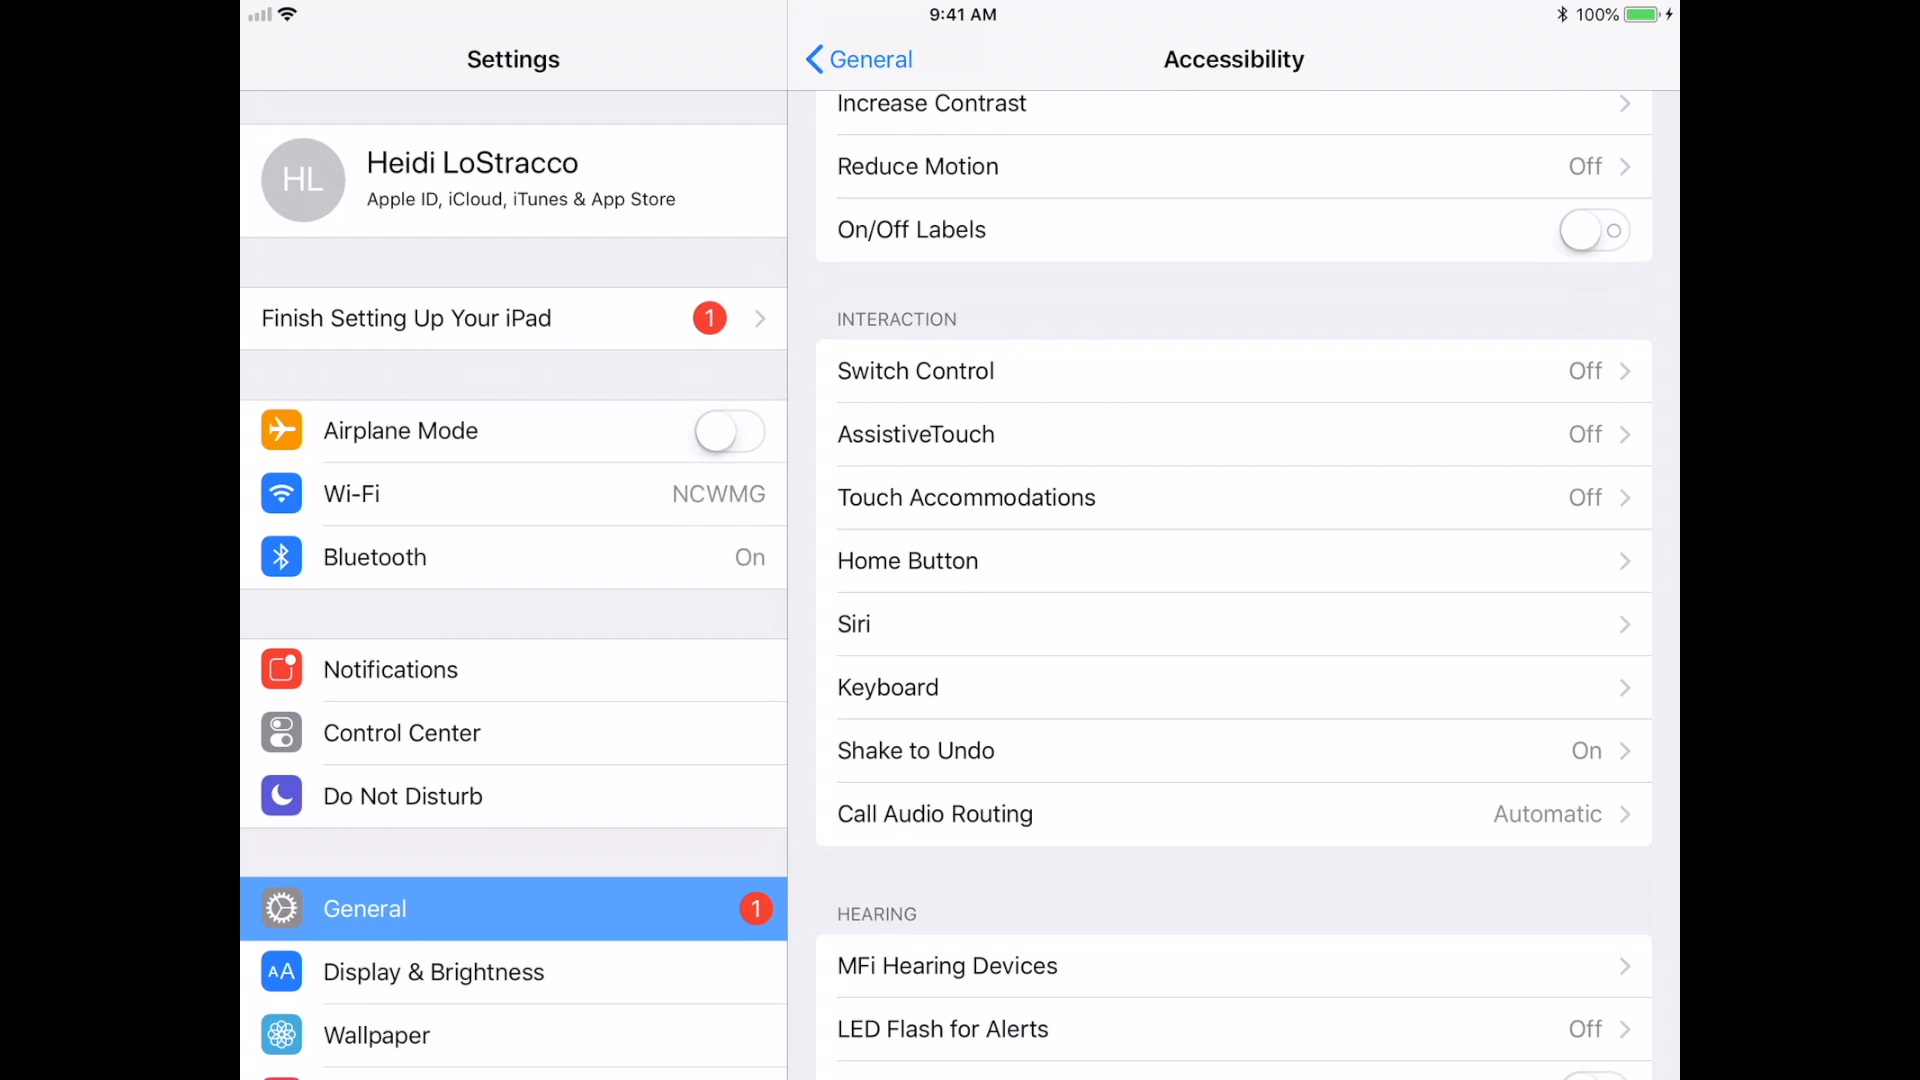 9:41 AM
100%
Settings
General
Accessibility
HL
Heidi LoStracco
Apple ID, iCloud, iTunes & App Store
Finish Setting Up Your iPad 1
Airplane Mode
Wi-Fi NCWMG
Bluetooth On
Notifications
Control Center
Do Not Disturb
General 1
AA Display & Brightness
Wallpaper
Increase Contrast
Reduce Motion Off
On/Off Labels
INTERACTION
Switch Control Off
AssistiveTouch Off
Touch Accommodations Off
Home Button
Siri
Keyboard
Shake to Undo On
Call Audio Routing Automatic
HEARING
MFi Hearing Devices
LED Flash for Alerts Off